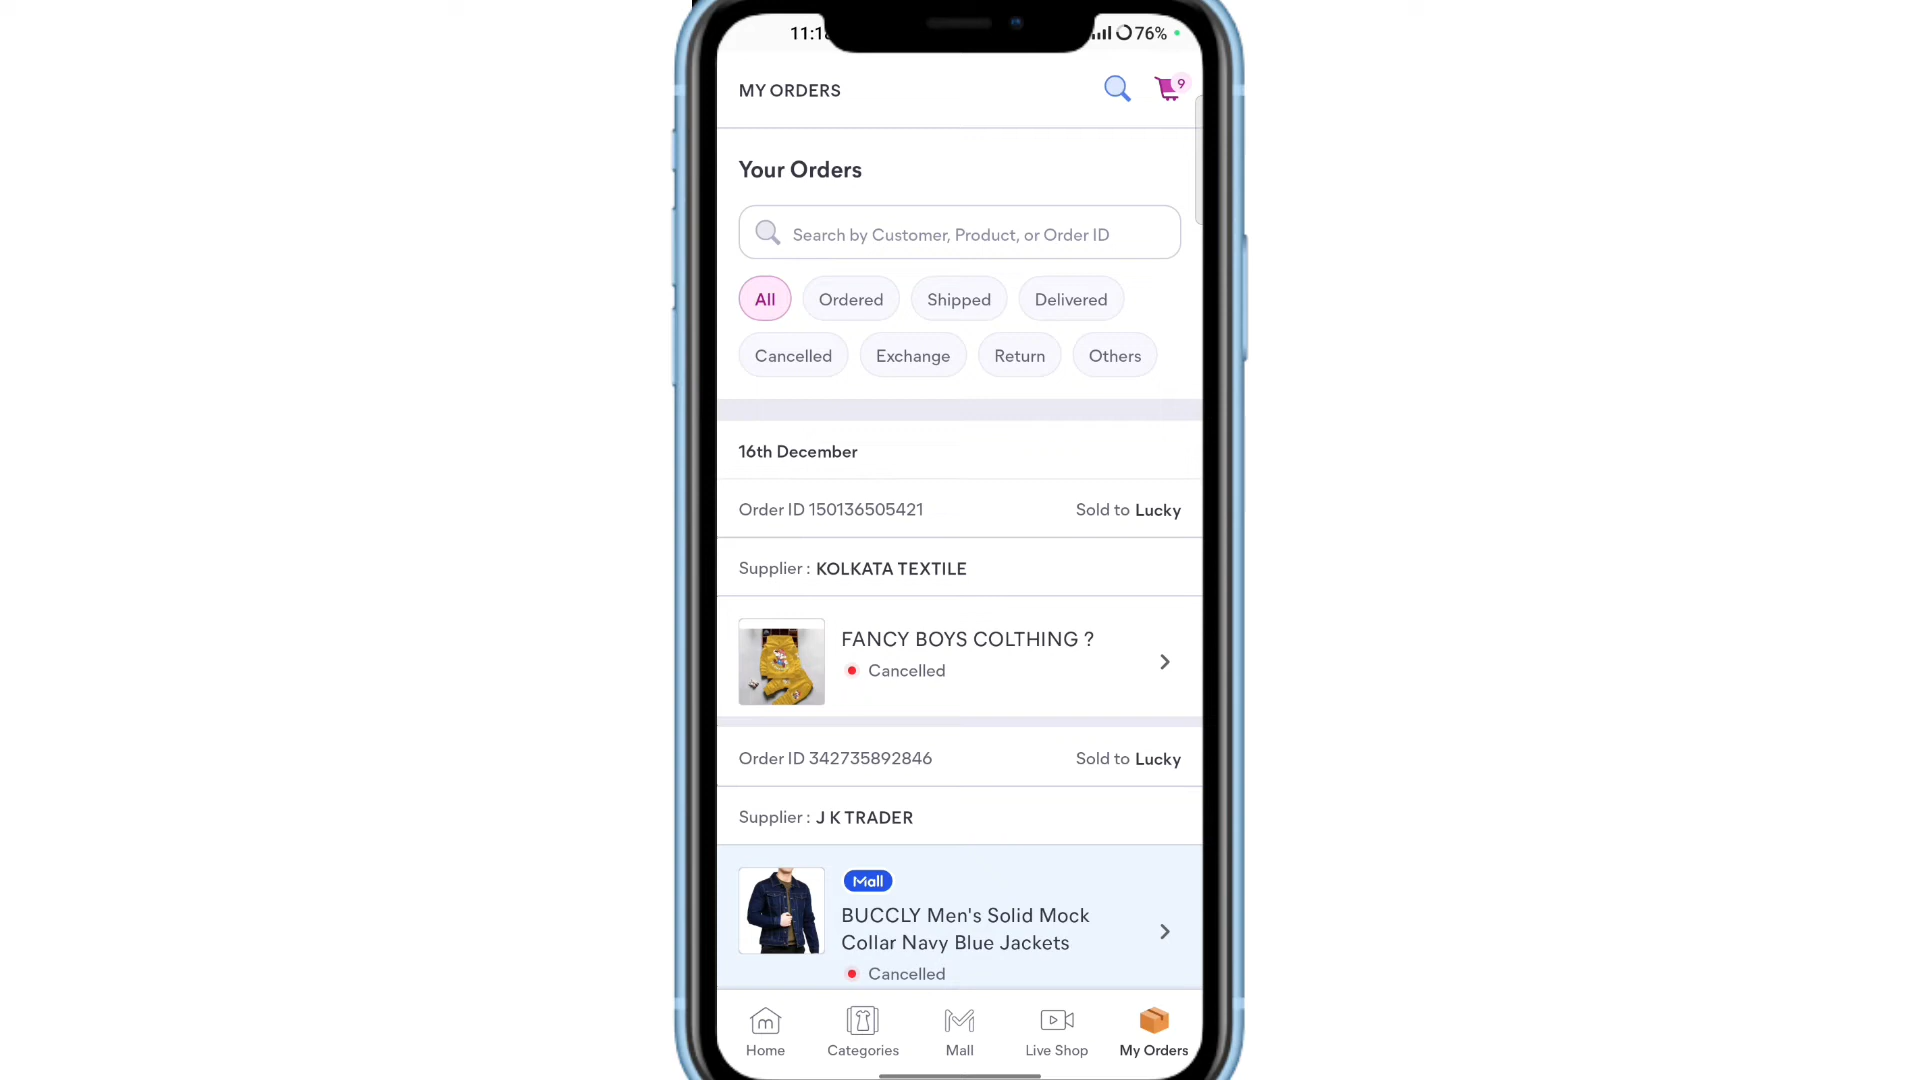 11:1
76%
MY ORDERS
9
Your Orders
Search by Customer, Product, or Order ID
All Ordered Shipped Delivered
Cancelled Exchange Return Others
16th December
Order ID 150136505421 Sold to Lucky
Supplier : KOLKATA TEXTILE
FANCY BOYS COLTHING ?
Cancelled
Order ID 342735892846 Sold to Lucky
Supplier : J K TRADER
Mall
BUCCLY Men's Solid Mock
Collar Navy Blue Jackets
Cancelled
Home Categories Mall Live Shop My Orders